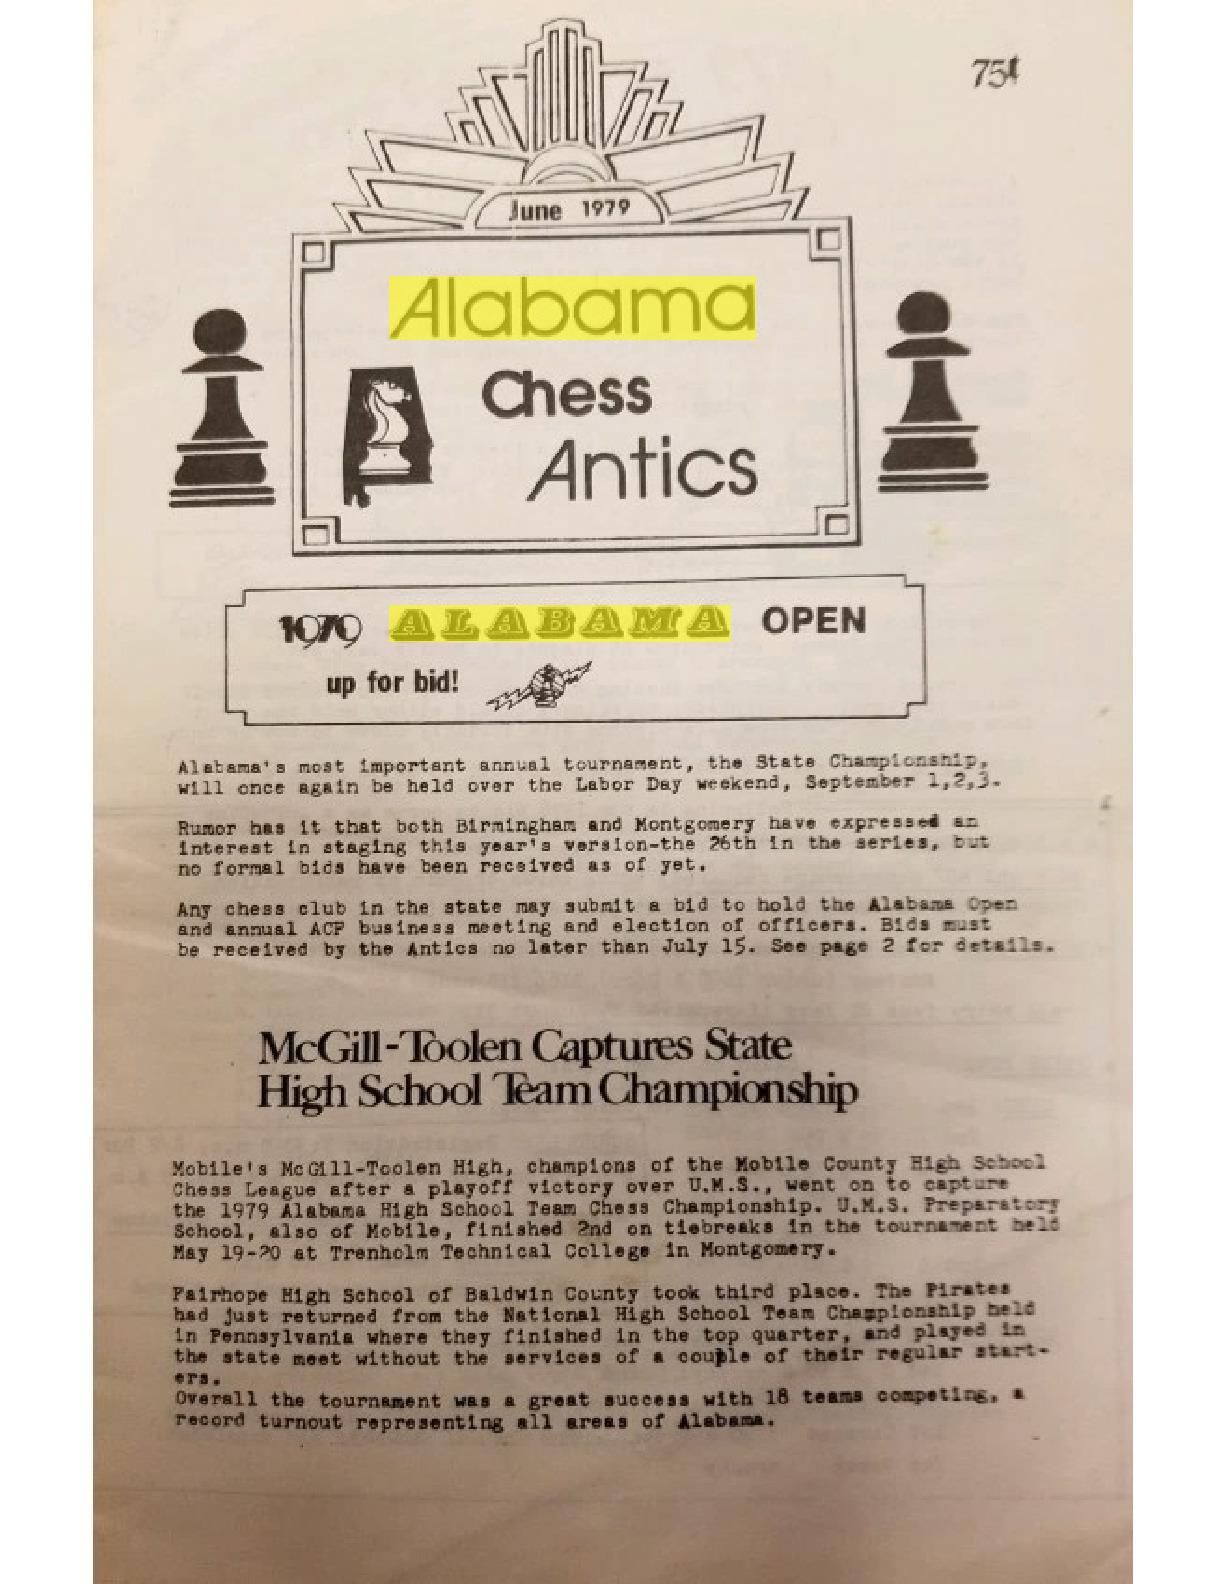 75¢
June 1979
Alabama
Chess
Antics
1979 ALABAMA OPEN
up for bid!
Alabama's most important annual tournament, the State Championship,
will once again be held over the Labor Day weekend, September 1,2,3.
Rumor has it that both Birmingham and Montgomery have expressed an
interest in staging this year's version-the 26th in the series, but
no formal bids have been received as of yet.
Any chess club in the state may submit a bid to hold the Alabama Open
and annual ACF business meeting and election of officers. Bids must
be received by the Antics no later than July 15. See page 2 for details.
McGill-Toolen Captures State
High School Team Championship
Mobile's McGill-Toolen High, champions of the Mobile County High School
Chess League after a playoff victory over U.M.S., went on to capture
the 1979 Alabama High School Team Chess Championship. U.M.S. Preparatory
School, also of Mobile, finished 2nd on tiebreaks in the tournament held
May 19-20 at Trenholm Technical College in Montgomery.
Fairhope High School of Baldwin County took third place. The Pirates
had just returned from the National High School Team Championship held
in Pennsylvania where they finished in the top quarter, and played in
the state meet without the services of a couple of their regular start-
ers.
Overall the tournament was a great success with 18 teams competing, a
record turnout representing all areas of Alabama.